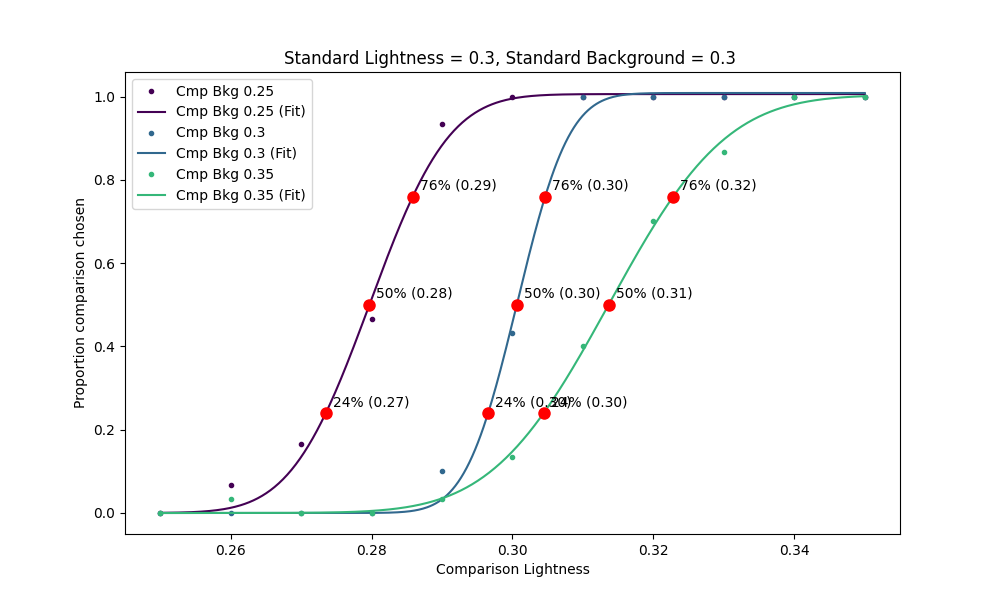 Standard Lightness = 0.3, Standard Background = 0.3
Cmp Bkg 0.25
Cmp Bkg 0.25 (Fit)
Cmp Bkg 0.3
Cmp Bkg 0.3 (Fit)
Cmp Bkg 0.35
Cmp Bkg 0.35 (Fit)
1.0
0.8
0.6
0.4
0.2
0.0
Proportion comparison chosen
76% (0.29)
76% (0.30)
76% (0.32)
50% (0.28)
50% (0.30)
50% (0.31)
24% (0.27)
24% (0.30)
24% (0.30)
0.26
0.28
0.30
0.32
0.34
Comparison Lightness